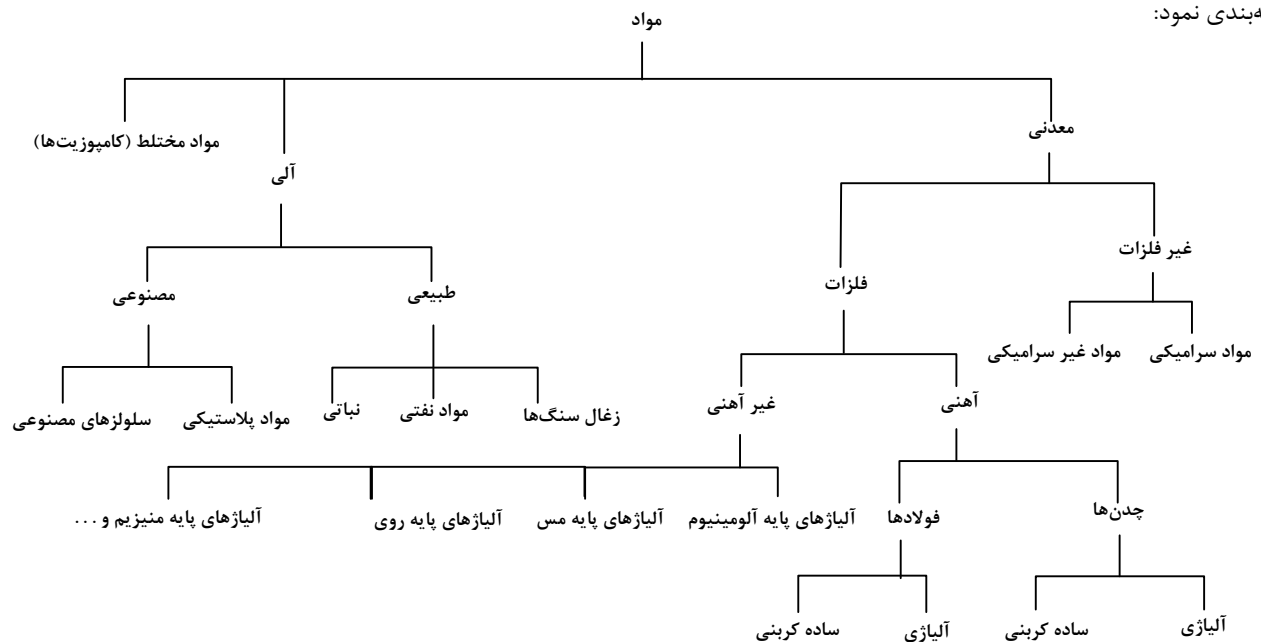 ه‌بندی نمود:
مواد
معدنی
مواد مختلط (کامپوزیت‌ها)
آلی
غیر فلزات
فلزات
طبیعی
مصنوعی
مواد سرامیکی
مواد غیر سرامیکی
آهنی
غیر آهنی
زغال سنگ‌ها
مواد نفتی
نباتی
مواد پلاستیکی
سلولزهای مصنوعی
چدن‌ها
فولادها
آلیاژهای پایه آلومینیوم
آلیاژهای پایه مس
آلیاژهای پایه روی
آلیاژهای پایه منیزیم و ...
آلیاژی
ساده کربنی
آلیاژی
ساده کربنی